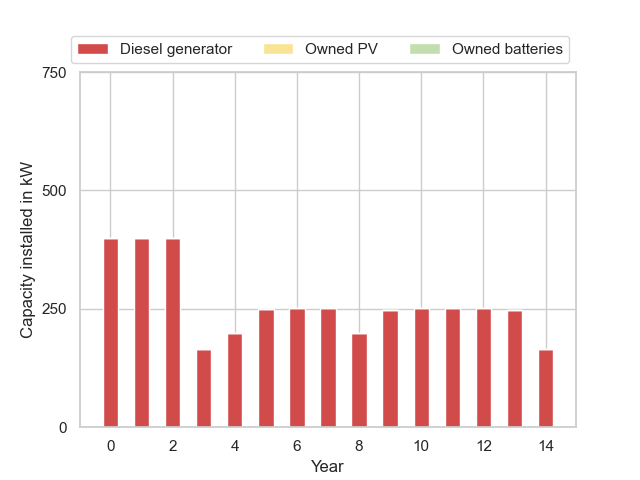 Diesel generator Owned PV Owned batteries
750
500
250
0
Capacity installed in kW
0 2 4 6 8 10 12 14
Year